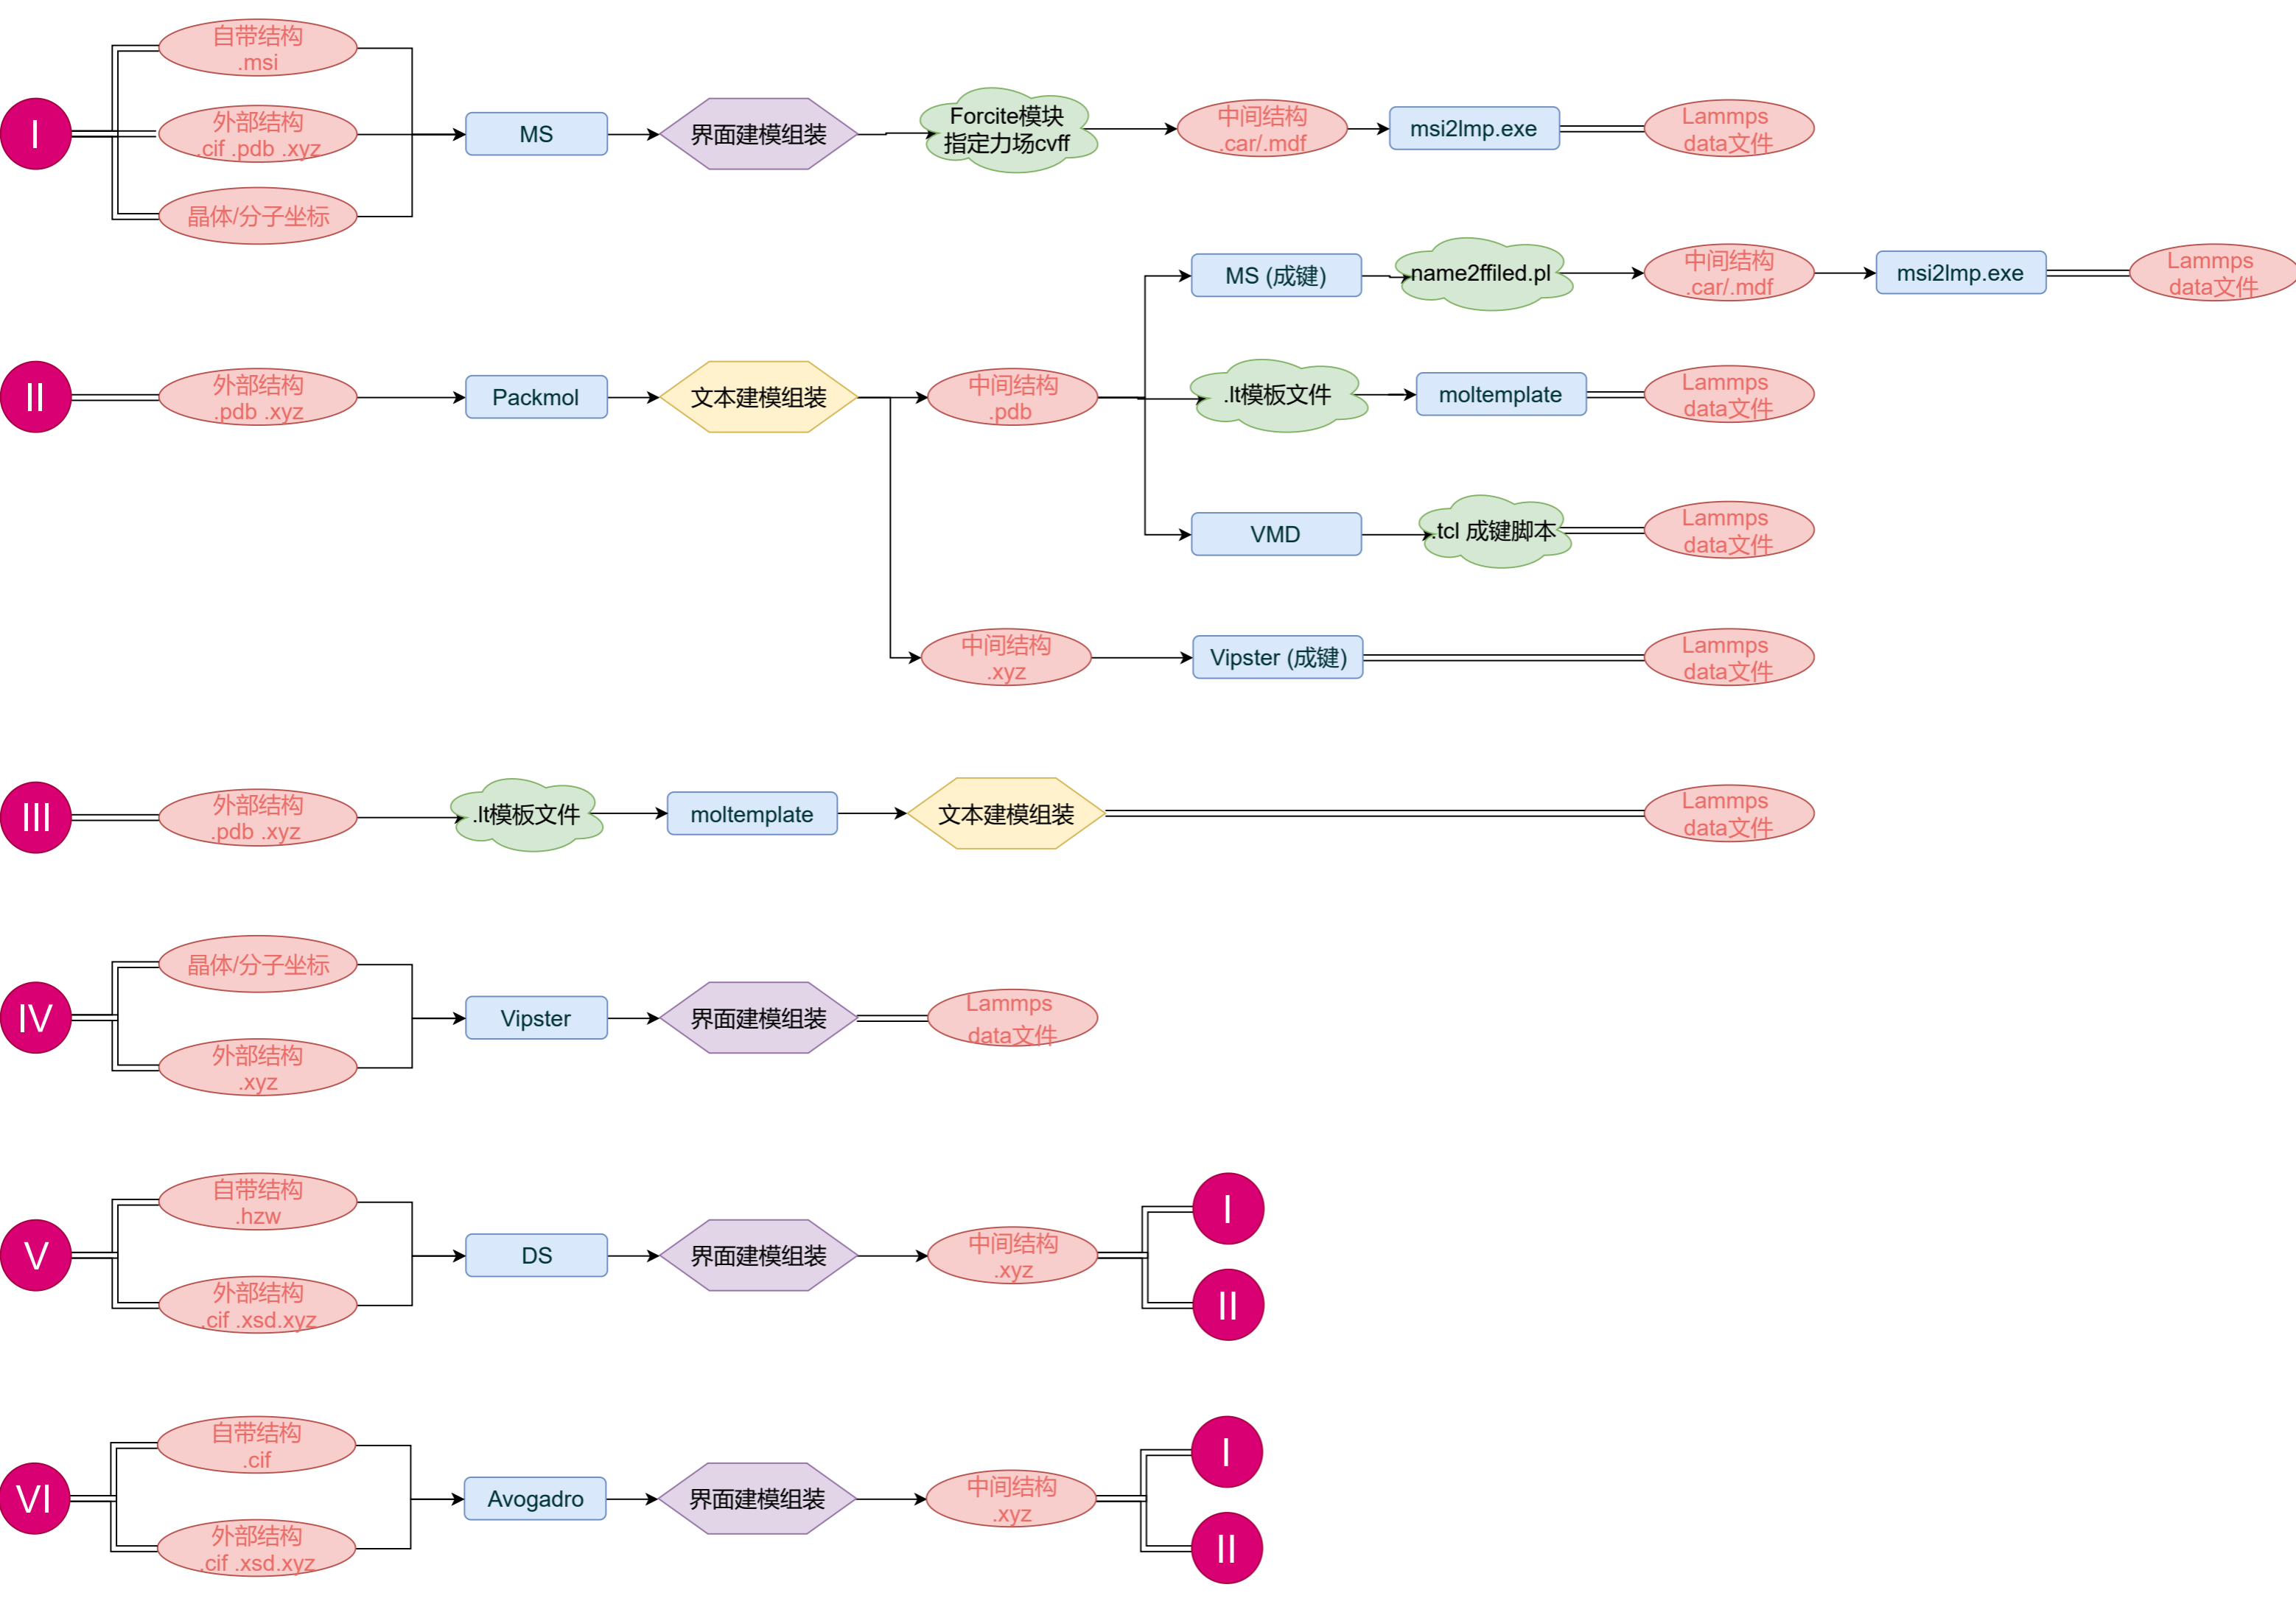 自带结构
.msi
I
外部结构
.cif .pdb .xyz
晶体/分子坐标
MS
界面建模组装
Forcite模块
指定力场cvff
中间结构
.car/.mdf
msi2lmp.exe
Lammps
data文件
II
外部结构
.pdb .xyz
Packmol
文本建模组装
中间结构
.pdb
MS (成键)
name2ffiled.pl
中间结构
.car/.mdf
msi2lmp.exe
Lammps
data文件
.lt模板文件
moltemplate
Lammps
data文件
VMD
.tcl 成键脚本
Lammps
data文件
中间结构
.xyz
Vipster (成键)
Lammps
data文件
III
外部结构
.pdb .xyz
.lt模板文件
moltemplate
文本建模组装
Lammps
data文件
IV
晶体/分子坐标
外部结构
.xyz
Vipster
界面建模组装
Lammps
data文件
V
自带结构
.hzw
外部结构
.cif .xsd.xyz
DS
界面建模组装
中间结构
.xyz
I
II
VI
自带结构
.cif
外部结构
.cif .xsd.xyz
Avogadro
界面建模组装
中间结构
.xyz
I
II